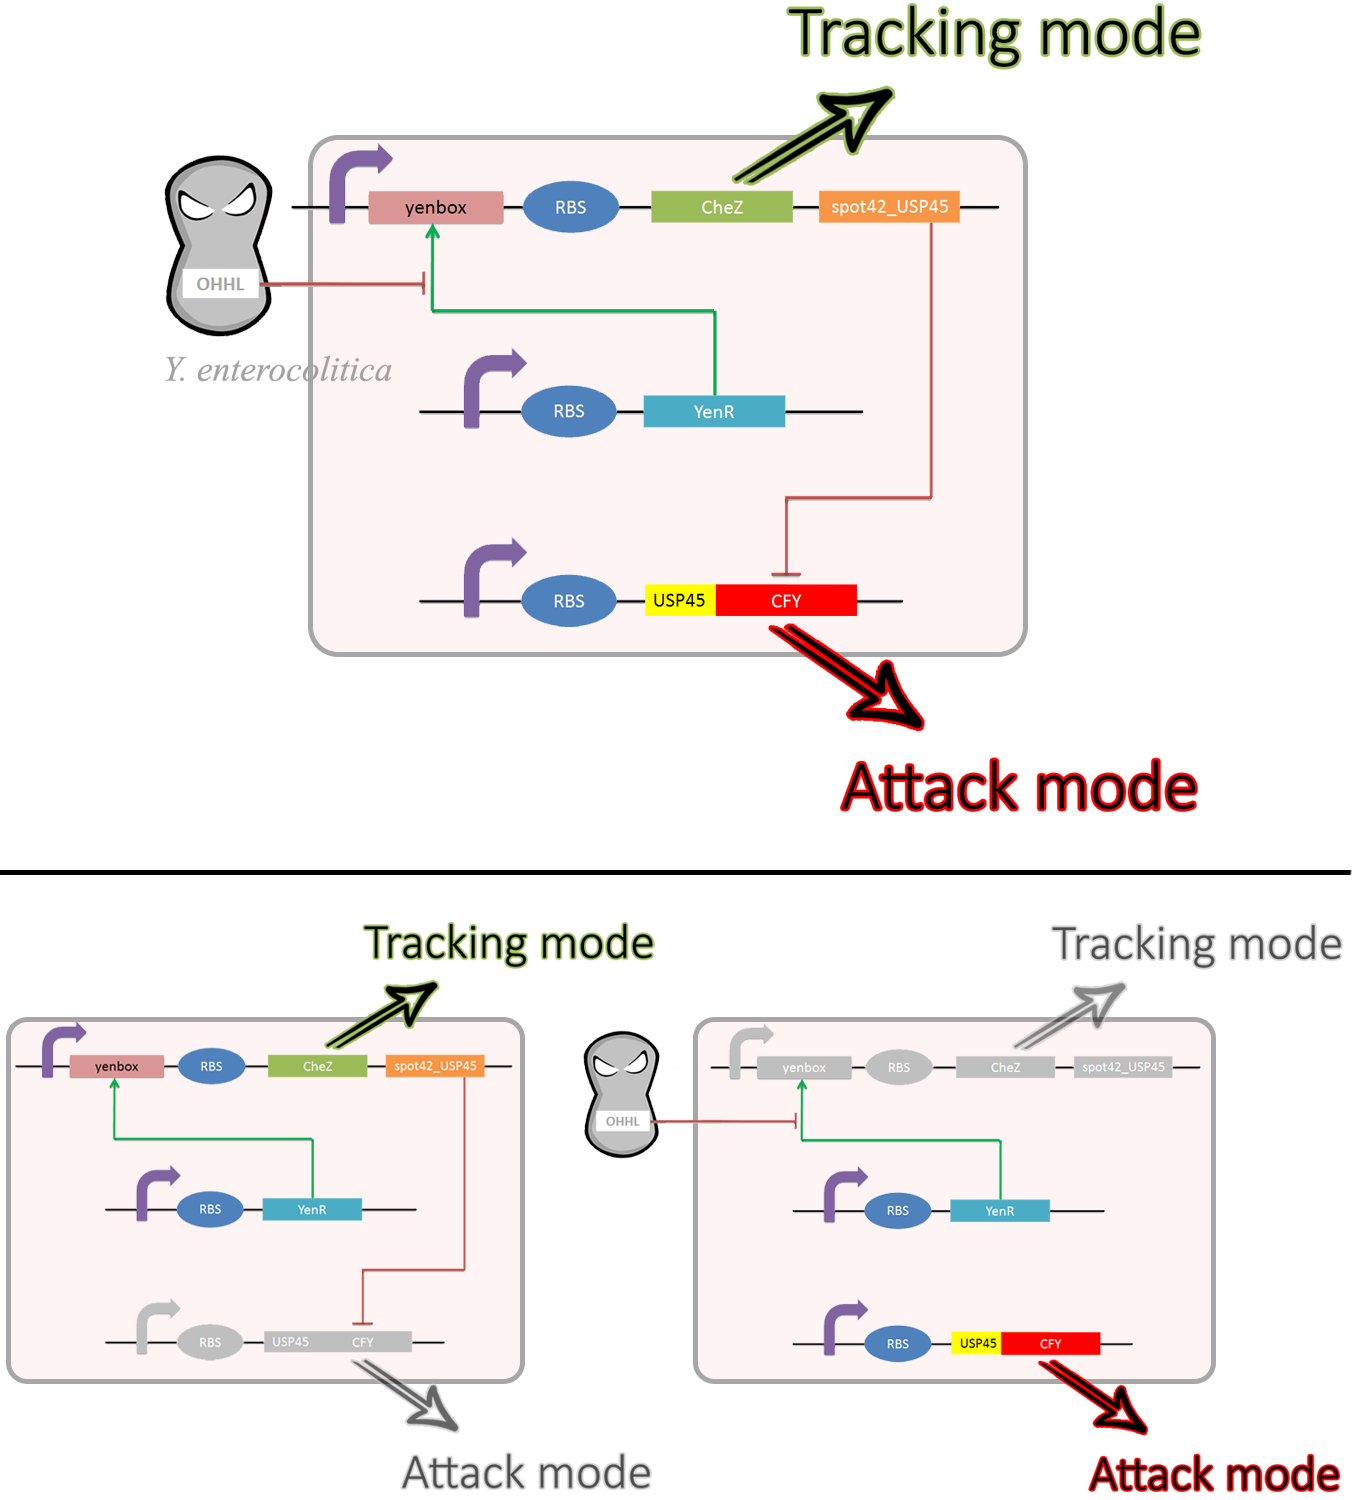 Tracking mode
yenbox RBS CheZ spot42_USP45
OHHL
Y. enterocolitica
RBS YenR
RBS USP45 CFY
Attack mode
Tracking mode
yenbox RBS CheZ spot42_USP45
RBS YenR
RBS USP45 CFY
Attack mode
Tracking mode
yenbox RBS CheZ spot42_USP45
OHHL
RBS YenR
RBS USP45 CFY
Attack mode